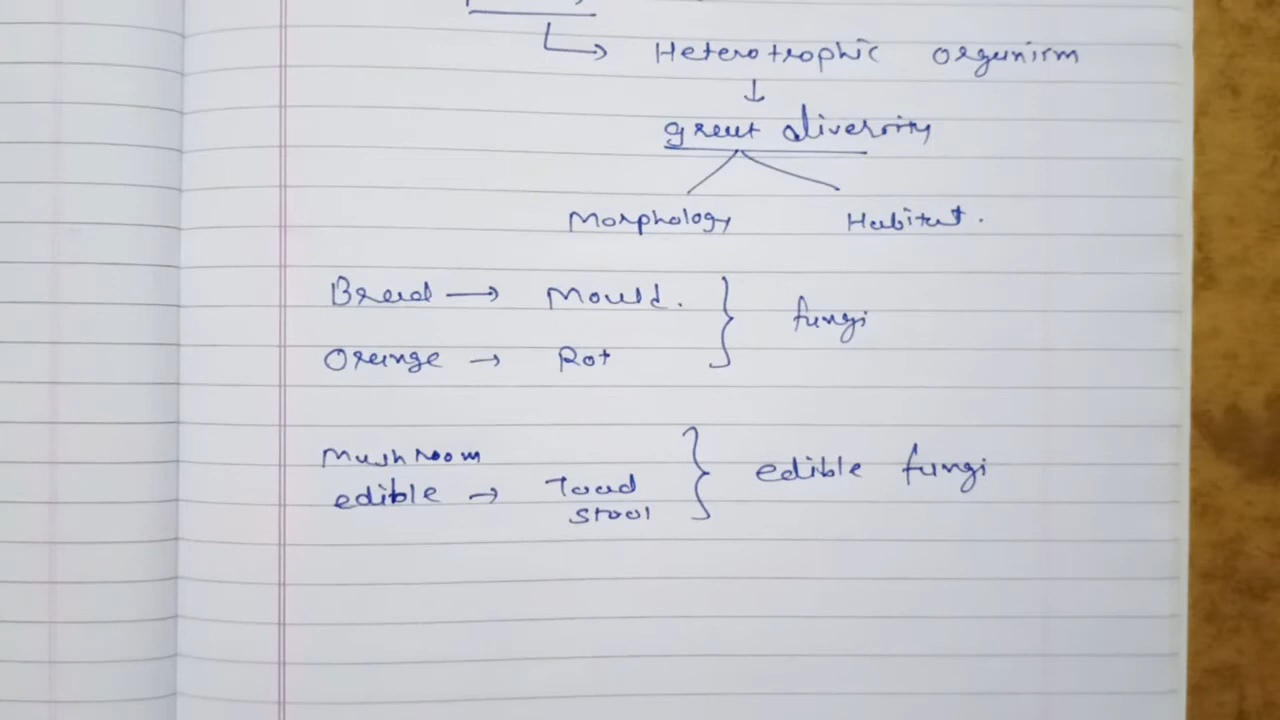 → Heterotrophic organism
↓
great diversity
Morphology Habitat.
Bread → Mould. } fungi
Orange → Rot
Mushroom
edible → Toad stool } edible fungi